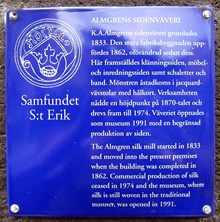 ALMGRENS SIDENVÄVERI
K.A. Almgrens sidenväveri grundades
1833. Den stora fabriksbyggnaden upp-
fördes 1862, oförändrad sedan dess.
Här framställdes klänningssiden, möbel-
och inredningssiden samt schaletter och
band. Mönstren åstadkoms i jacquard-
vävstolar med hålkort. Verksamheten
nådde en höjdpunkt på 1870-talet och
drevs fram till 1974. Väveriet öppnades
som museum 1991 med en begränsad
produktion av siden.
The Almgren silk mill started in 1833
and moved into the present premises
when the building was completed in
1862. Commercial production of silk
ceased in 1974 and the museum, where
silk is still woven in the traditional
manner, was opened in 1991.
Samfundet
S:t Erik